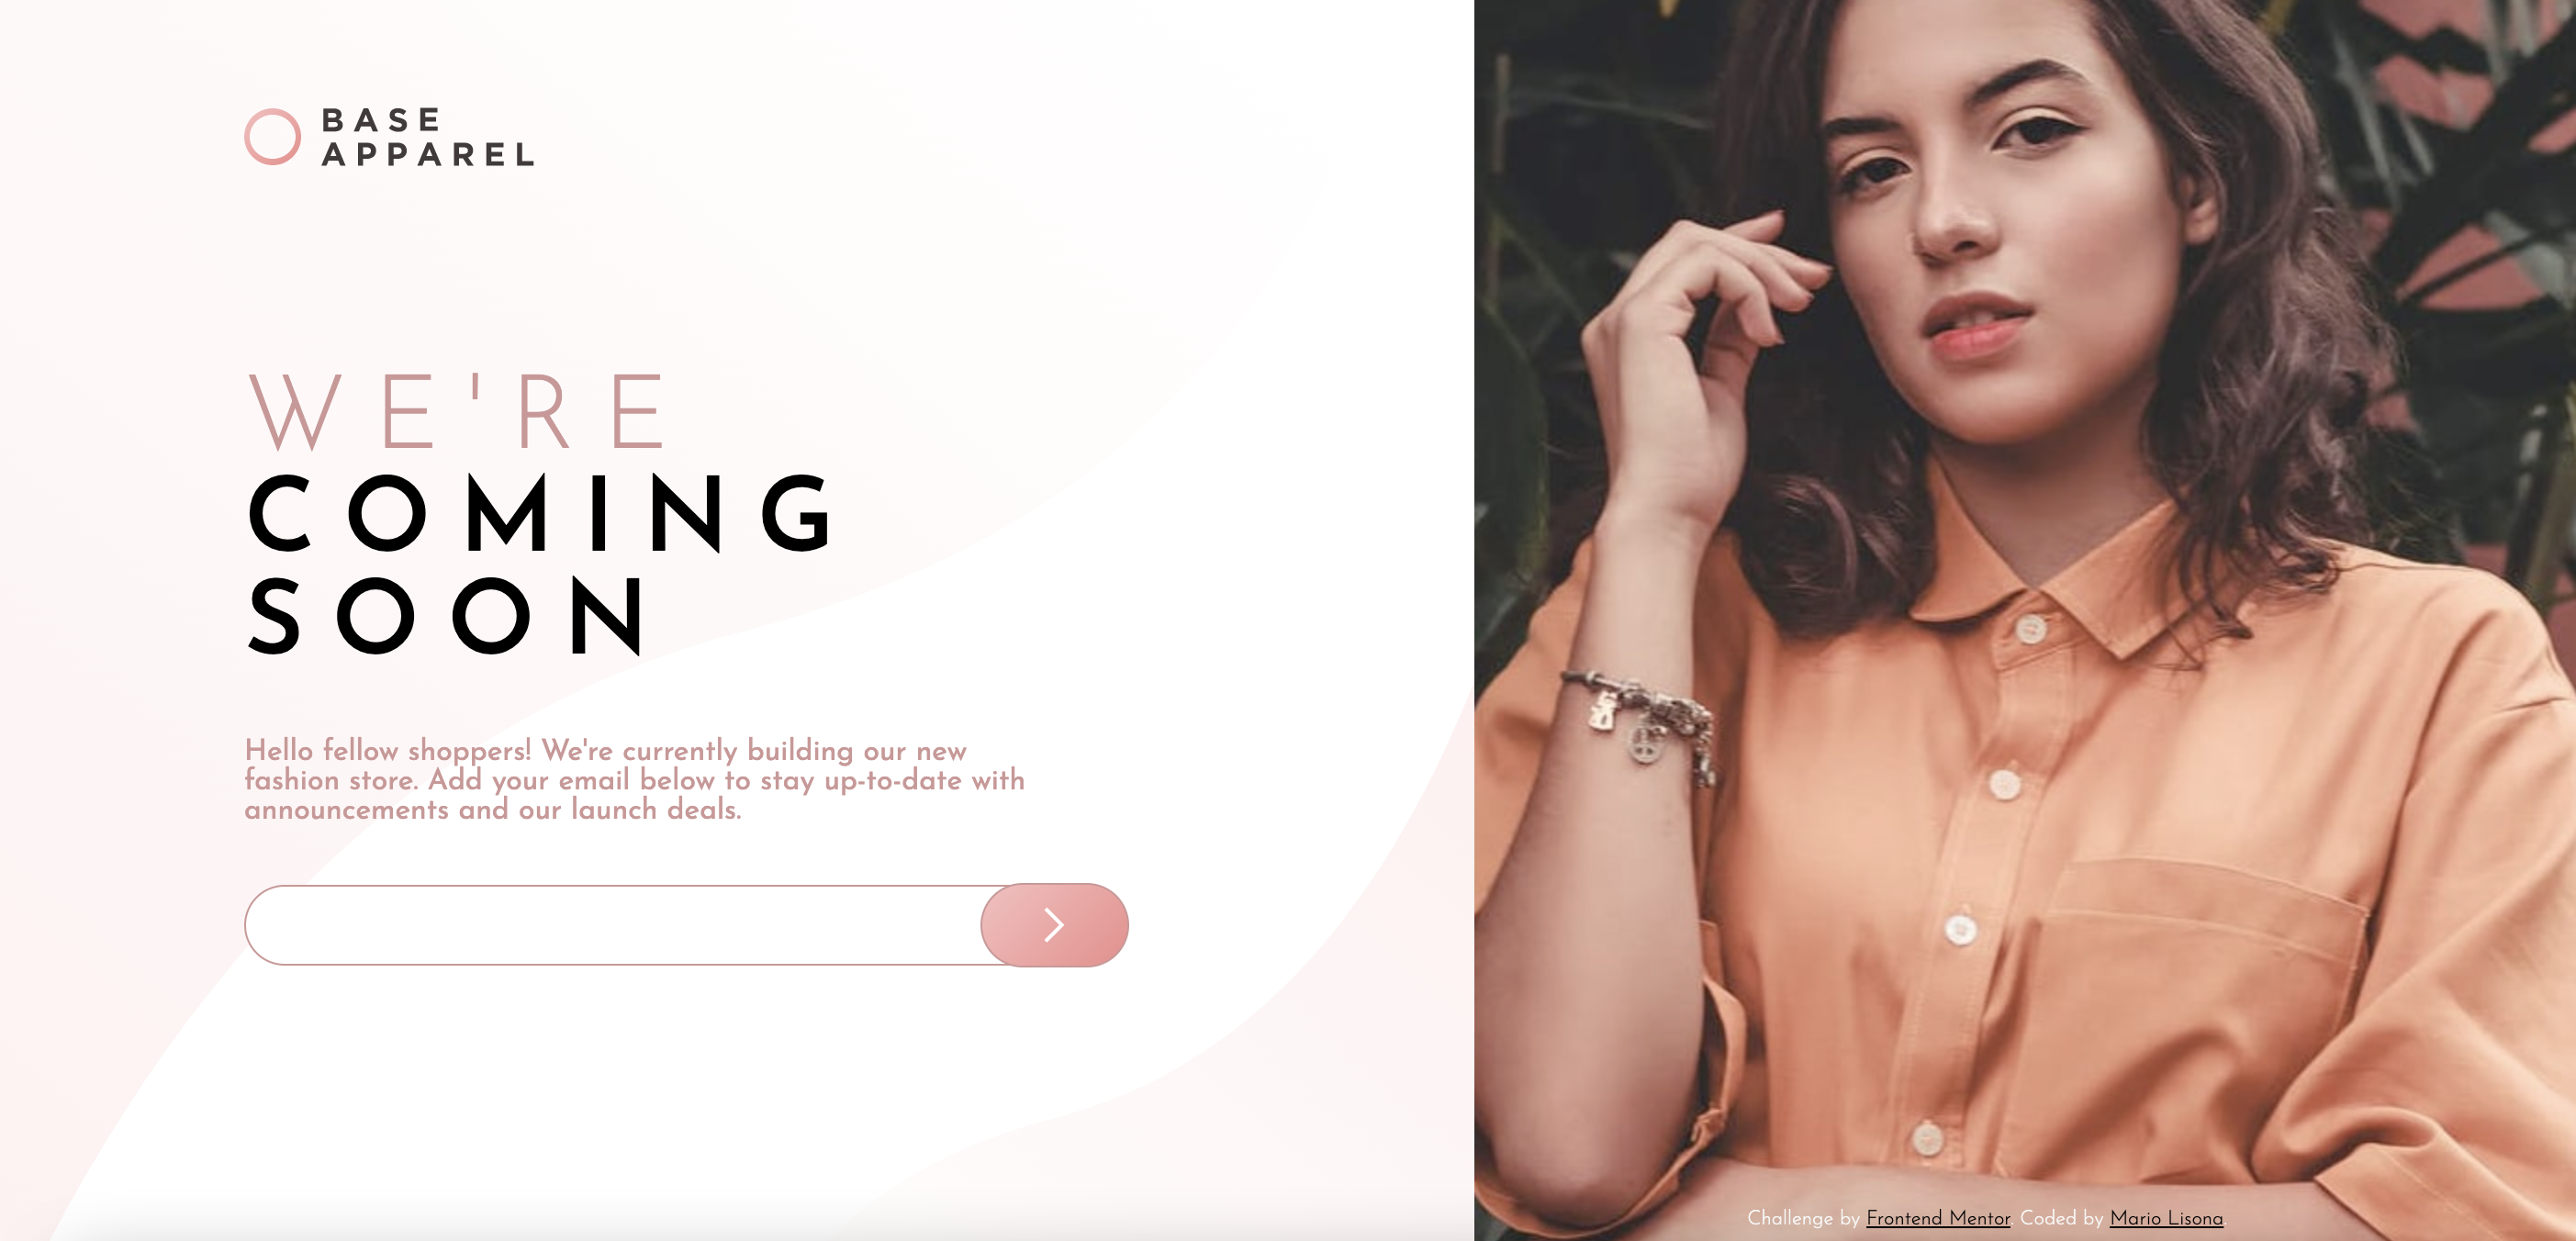 BASE
APPAREL
WE'RE
COMING
SOON
Hello fellow shoppers! We're currently building our new
fashion store. Add your email below to stay up-to-date with
announcements and our launch deals.
Challenge by Frontend Mentor. Coded by Mario Lisona.